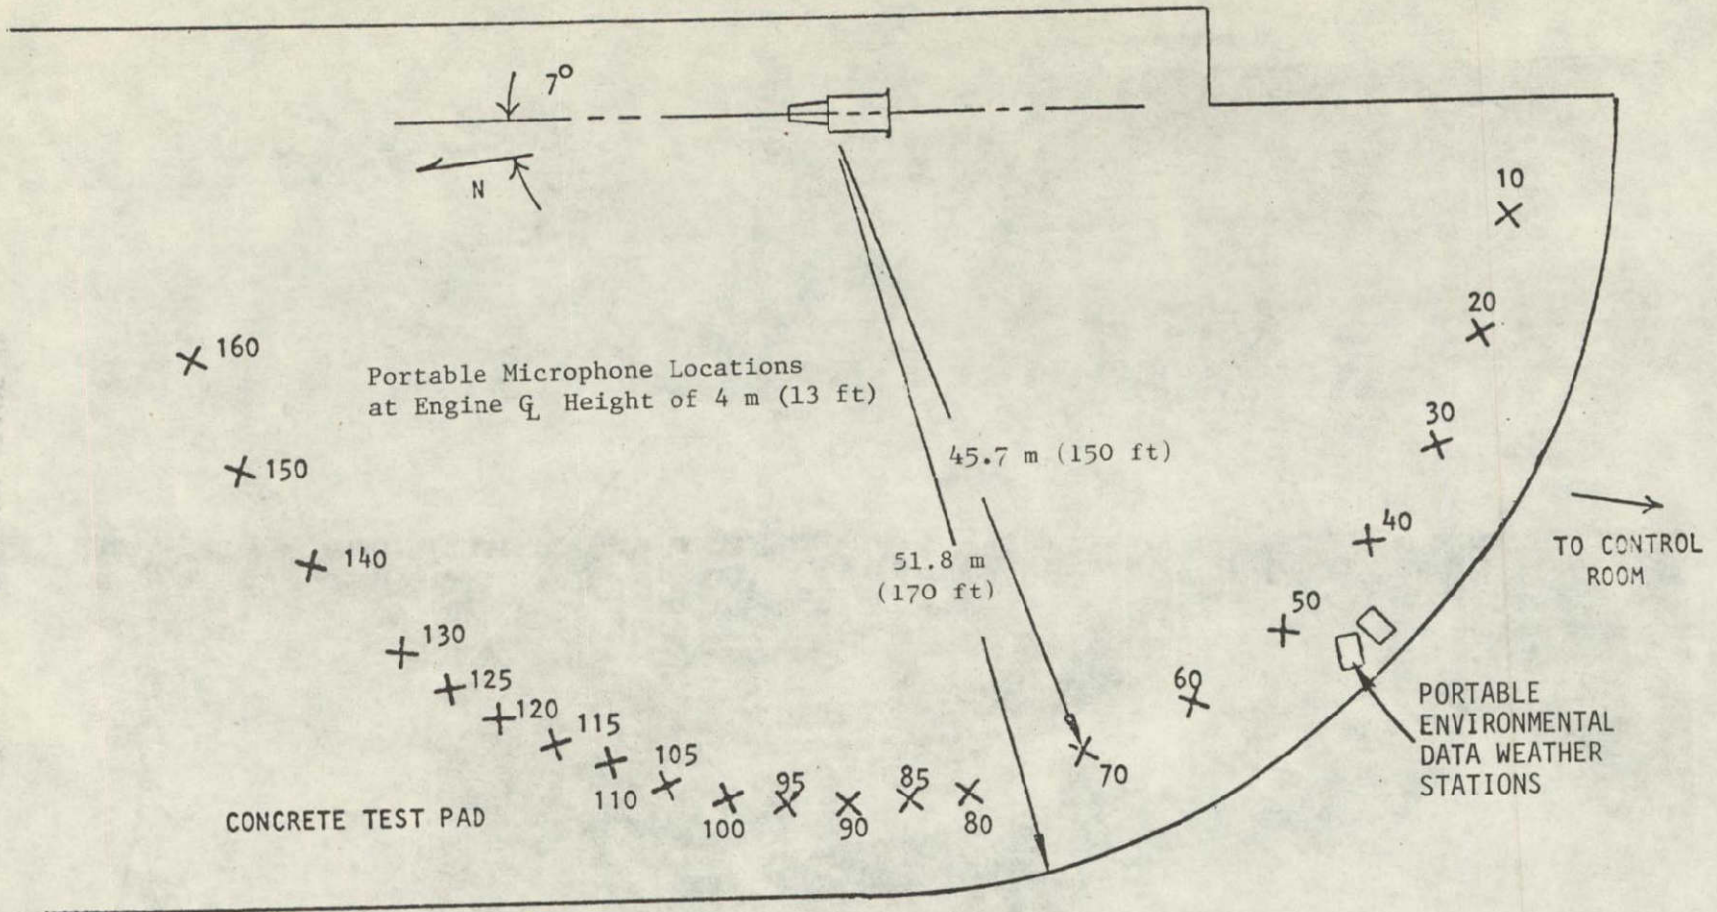 7°
N
10
20
160
Portable Microphone Locations
at Engine ℄ Height of 4 m (13 ft)
30
45.7 m (150 ft)
150
40
TO CONTROL
ROOM
140
51.8 m
(170 ft)
50
130
60
125
PORTABLE
ENVIRONMENTAL
DATA WEATHER
STATIONS
120
115
105
70
95
85
110
CONCRETE TEST PAD
100
90
80